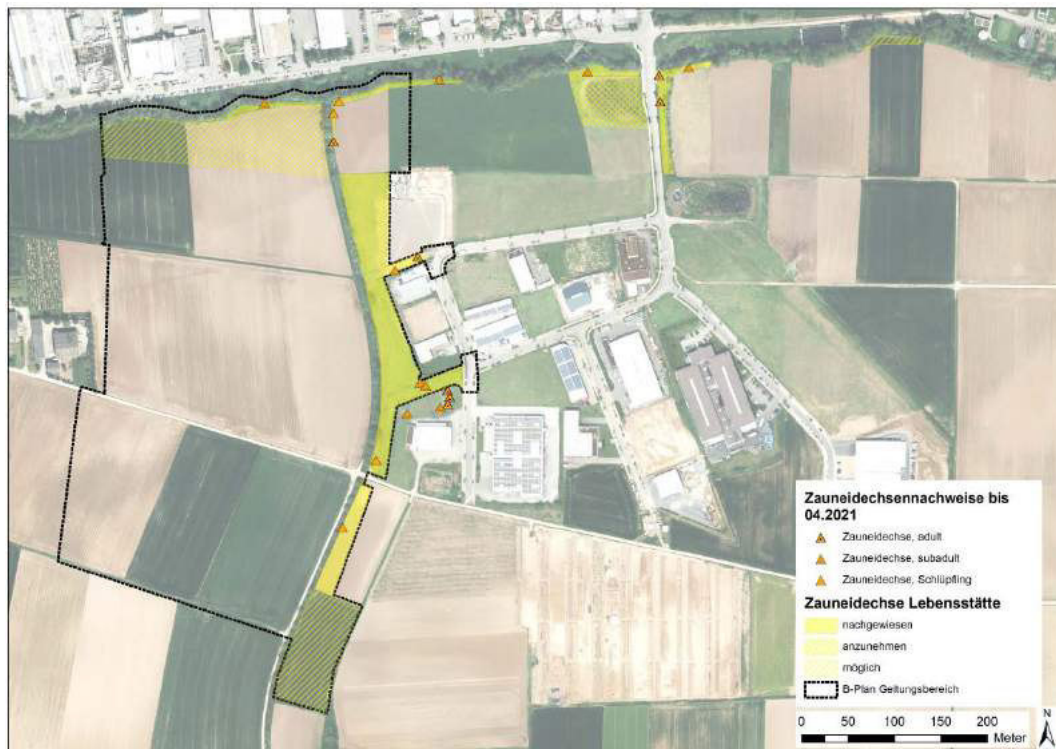 Zauneidechsennachweise bis
04.2021
Zauneidechse, adult
Zauneidechse, subadult
Zauneidechse, Schlüpfling
Zauneidechse Lebensstätte
nachgewiesen
anzunehmen
möglich
B-Plan Geltungsbereich
0 50 100 150 200
Meter
N